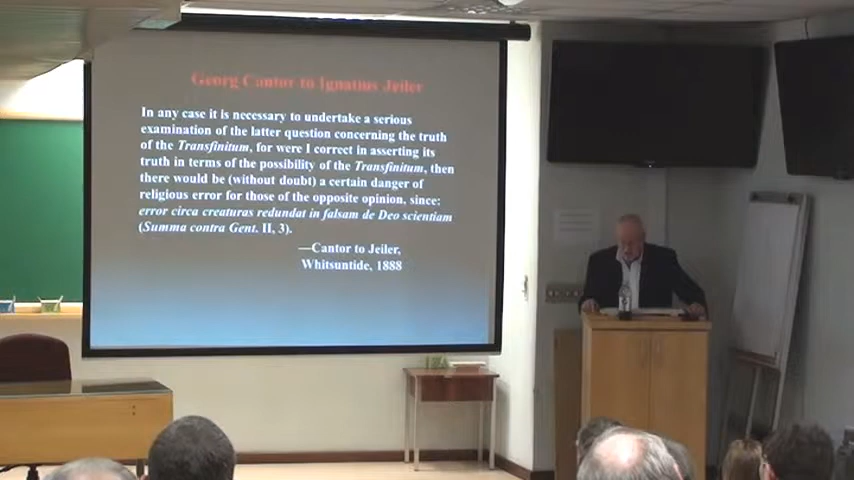 Georg Cantor to Ignatius Jeiler
In any case it is necessary to undertake a serious
examination of the latter question concerning the truth
of the Transfinitum, for were I correct in asserting its
truth in terms of the possibility of the Transfinitum, then
there would be (without doubt) a certain danger of
religious error for those of the opposite opinion, since:
error circa creaturas redundat in falsam de Deo scientiam
(Summa contra Gent. II, 3).
—Cantor to Jeiler,
Whitsuntide, 1888